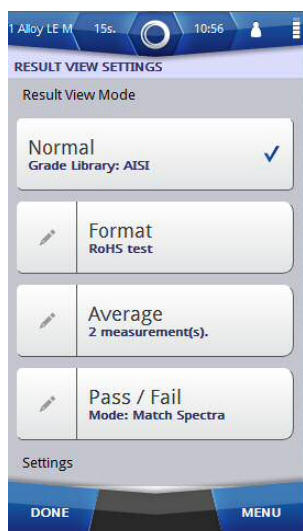 1 Alloy LE M 15s. 10:56
RESULT VIEW SETTINGS
Result View Mode
Normal
Grade Library: AISI
Format
RoHS test
Average
2 measurement(s).
Pass / Fail
Mode: Match Spectra
Settings
DONE MENU